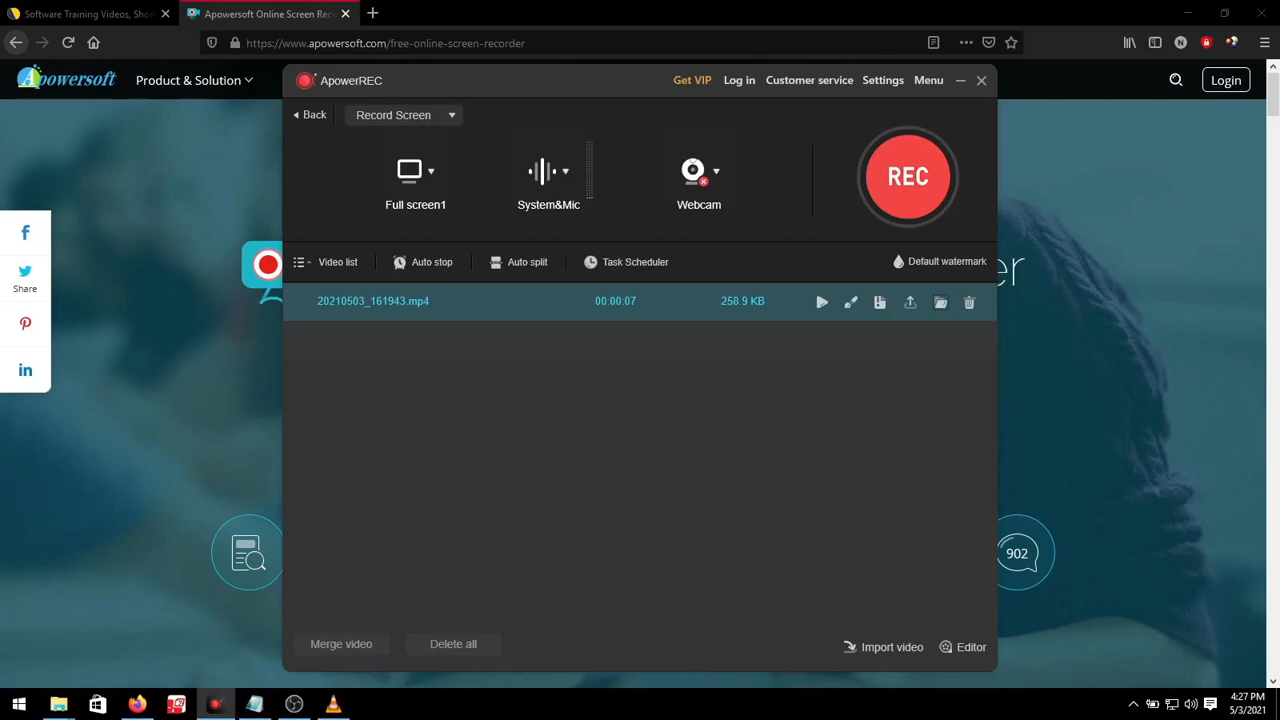 Software Training Videos, Shor
Apowersoft Online Screen Rec
https://www.apowersoft.com/free-online-screen-recorder
Apowersoft
Product & Solution
Login
Share
ApowerREC
Get VIP
Log in
Customer service
Settings
Menu
Back
Record Screen
Full screen1
System&Mic
Webcam
REC
Video list
Auto stop
Auto split
Task Scheduler
Default watermark
20210503_161943.mp4
00:00:07
258.9 KB
er
902
Merge video
Delete all
Import video
Editor
4:27 PM
5/3/2021